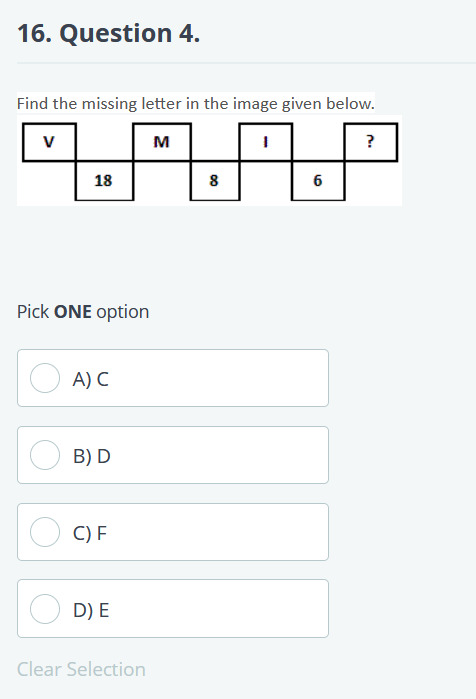 16. Question 4.
Find the missing letter in the image given below.
V M I ?
18 8 6
Pick ONE option
A) C
B) D
C) F
D) E
Clear Selection